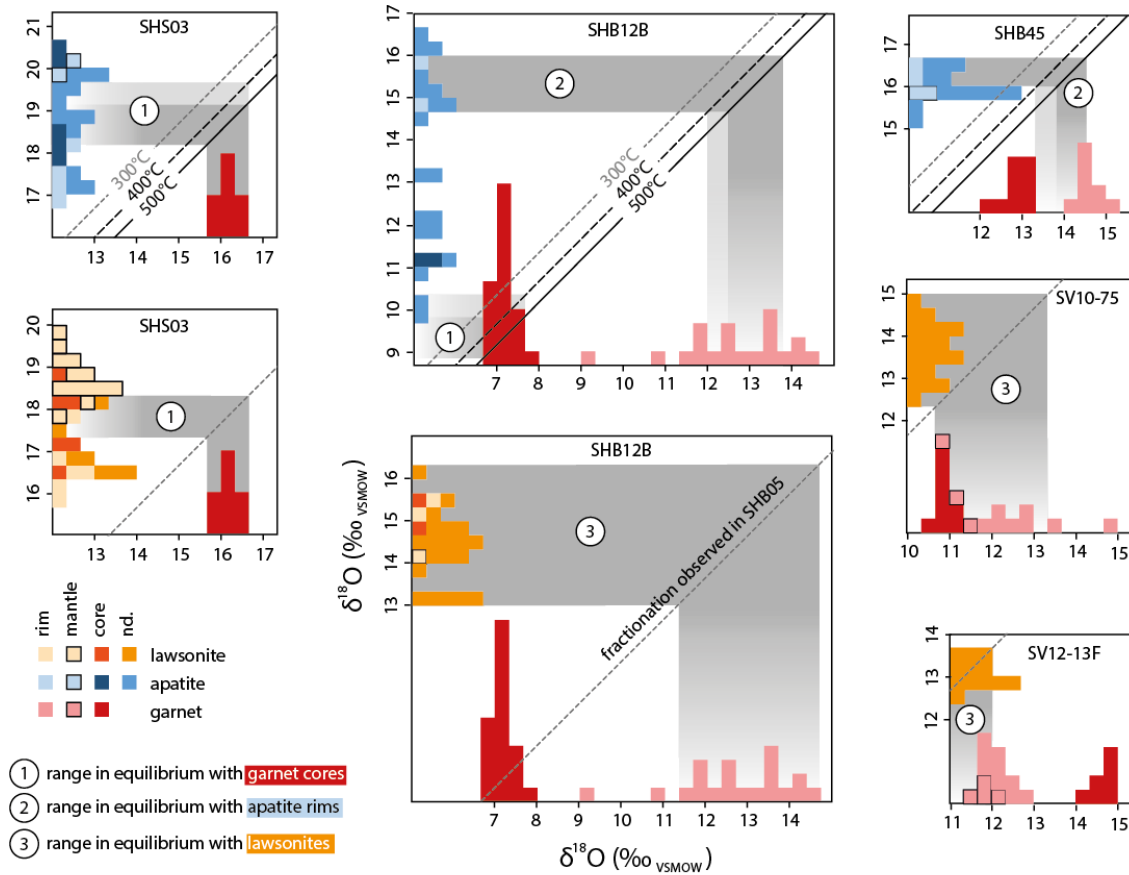 SHS03
21
20
19
18
17
1
300°C
400°C
500°C
13 14 15 16 17
SHB12B
17
16
15
14
13
12
11
10
9
2
300°C
400°C
500°C
1
7 8 9 10 11 12 13 14
SHB45
17
16
15
2
12 13 14 15
SHS03
20
19
18
17
16
1
13 14 15 16 17
SV10-75
15
14
13
12
3
10 11 12 13 14 15
SHB12B
16
15
14
13
3
fractionation observed in SHB05
7 8 9 10 11 12 13 14
δ¹⁸O (‰ VSMOW)
δ¹⁸O (‰ VSMOW)
SV12-13F
14
13
12
3
11 12 13 14 15
rim mantle core nd.
lawsonite
apatite
garnet
1 range in equilibrium with garnet cores
2 range in equilibrium with apatite rims
3 range in equilibrium with lawsonites